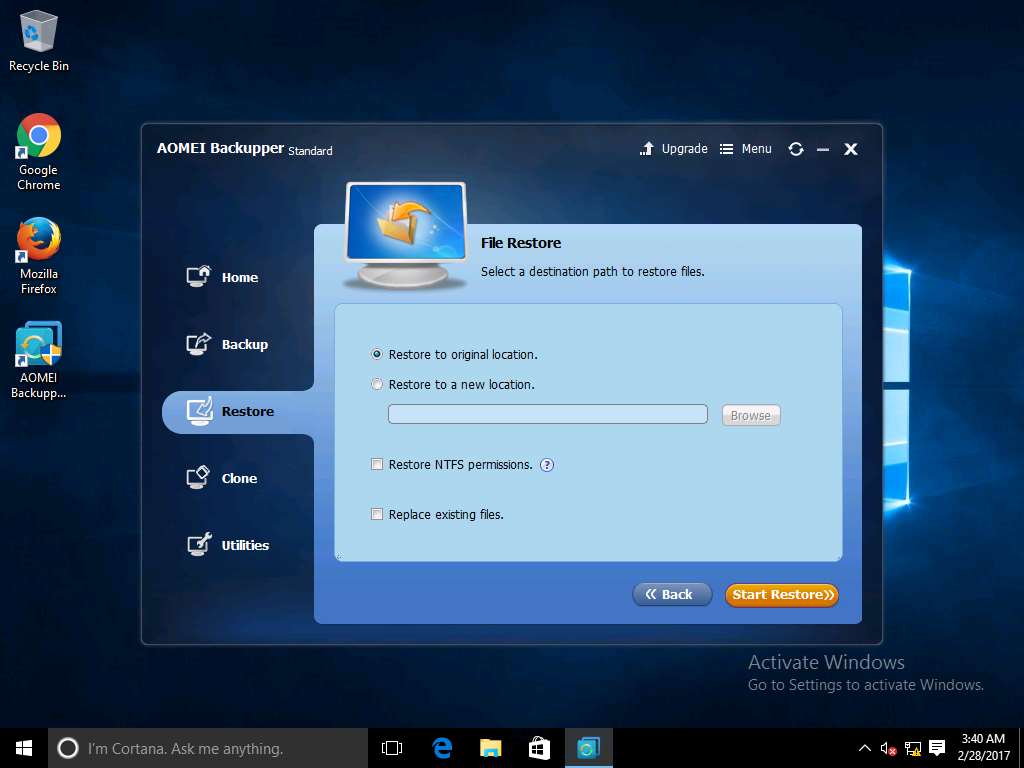 Recycle Bin
Google
Chrome
Mozilla
Firefox
AOMEI
Backupp...
AOMEI Backupper Standard
Upgrade
Menu
File Restore
Select a destination path to restore files.
Home
Backup
Restore
Clone
Utilities
Restore to original location.
Restore to a new location.
Browse
Restore NTFS permissions. ?
Replace existing files.
Back
Start Restore
Activate Windows
Go to Settings to activate Windows.
I'm Cortana. Ask me anything.
3:40 AM
2/28/2017